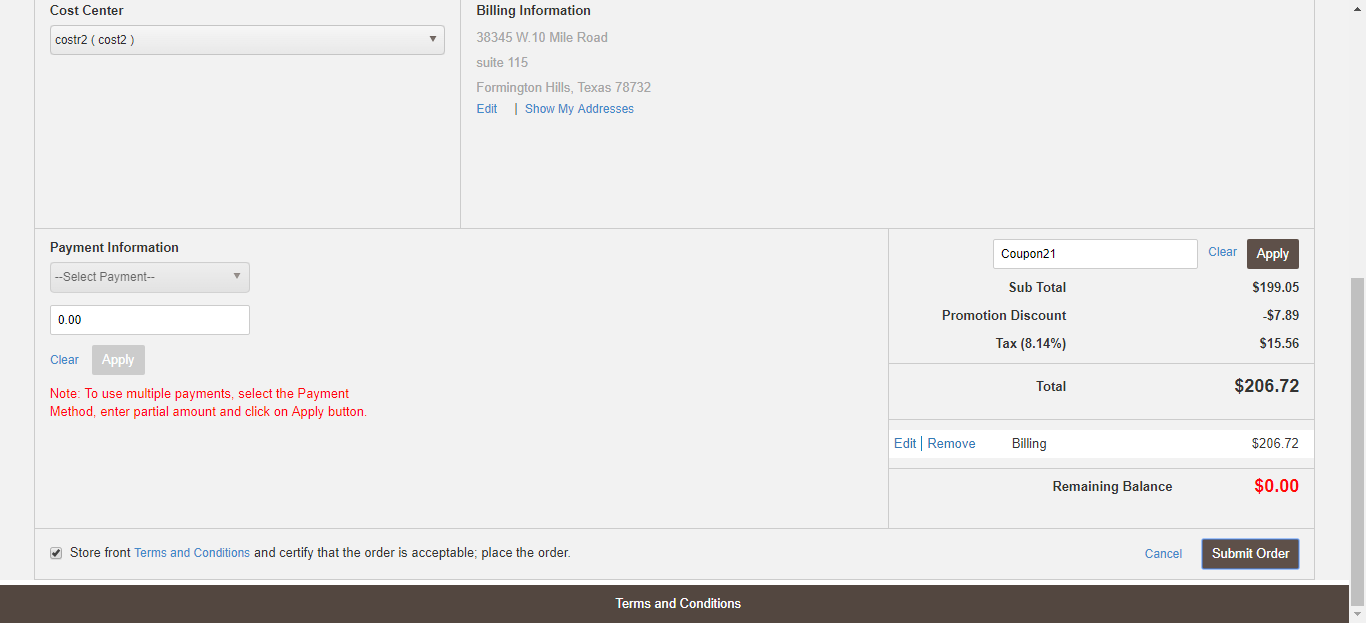 Cost Center
costr2 ( cost2 )
Billing Information
38345 W.10 Mile Road
suite 115
Formington Hills, Texas 78732
Edit | Show My Addresses
Payment Information
--Select Payment--
0.00
Clear Apply
Note: To use multiple payments, select the Payment
Method, enter partial amount and click on Apply button.
Coupon21 Clear Apply
Sub Total $199.05
Promotion Discount -$7.89
Tax (8.14%) $15.56
Total $206.72
Edit | Remove Billing $206.72
Remaining Balance $0.00
Store front Terms and Conditions and certify that the order is acceptable; place the order.
Cancel Submit Order
Terms and Conditions